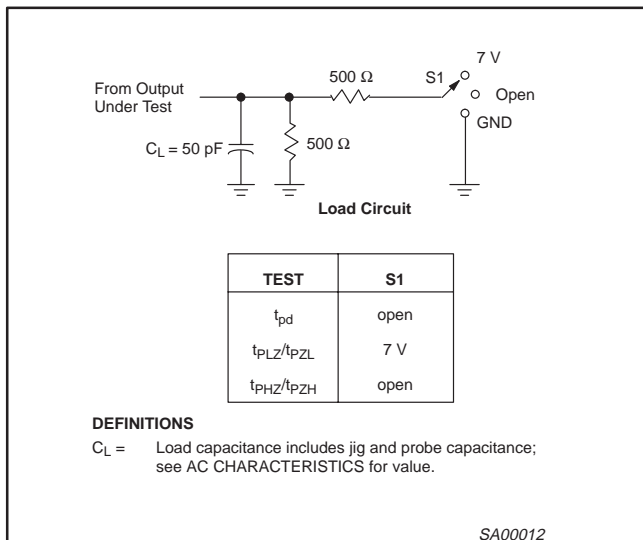 7 V
500 Ω
S1
From Output
Under Test
Open
GND
C_L = 50 pF
500 Ω
Load Circuit
TEST S1
t_pd open
t_PLZ/t_PZL 7 V
t_PHZ/t_PZH open
DEFINITIONS
C_L = Load capacitance includes jig and probe capacitance;
see AC CHARACTERISTICS for value.
SA00012